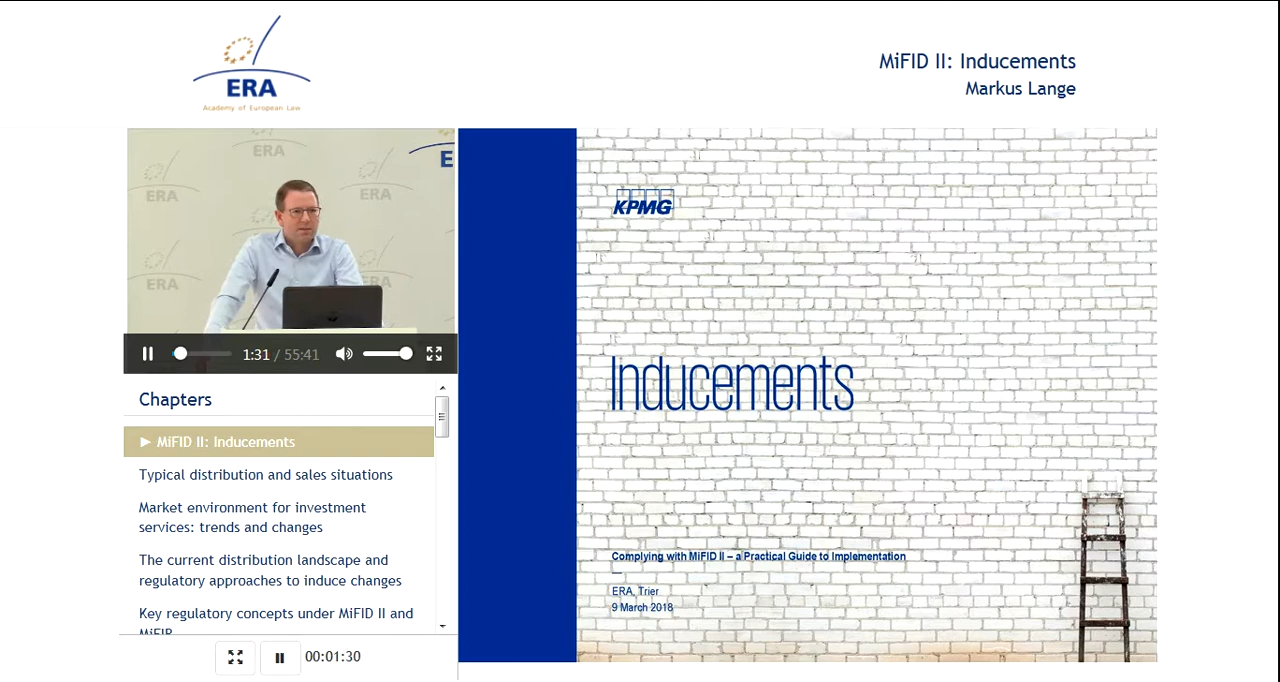 ERA
Academy of European Law
MiFID II: Inducements
Markus Lange
ERA
ERA
ERA
E
ERA
ERA
1:31 / 55:41
Chapters
► MiFID II: Inducements
Typical distribution and sales situations
Market environment for investment
services: trends and changes
The current distribution landscape and
regulatory approaches to induce changes
Key regulatory concepts under MiFID II and
MiFIR
00:01:30
KPMG
Inducements
Complying with MiFID II – a Practical Guide to Implementation
—
ERA, Trier
9 March 2018